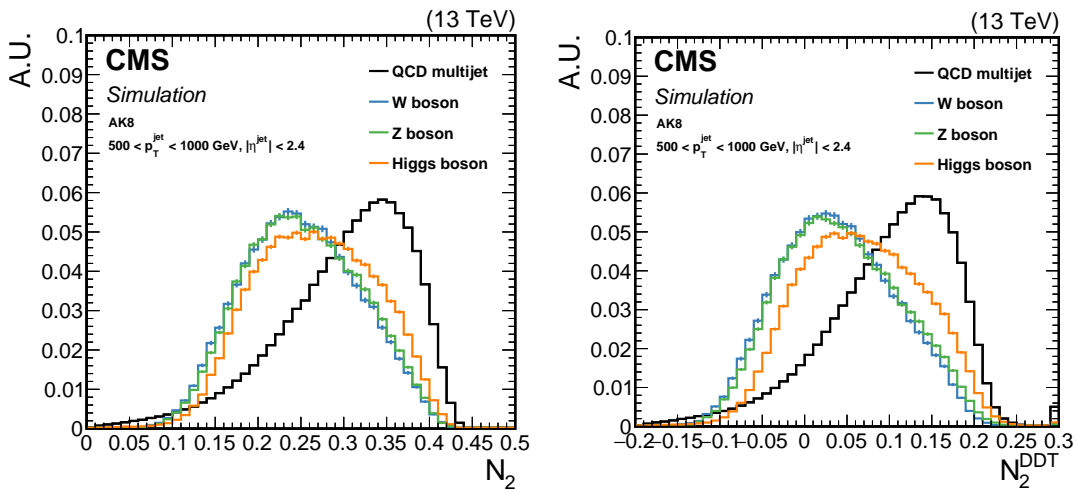 (13 TeV)
A.U.
0.1
0.09
0.08
0.07
0.06
0.05
0.04
0.03
0.02
0.01
0
CMS
Simulation
AK8
500 < p_T^jet < 1000 GeV, |η^jet| < 2.4
QCD multijet
W boson
Z boson
Higgs boson
0 0.05 0.1 0.15 0.2 0.25 0.3 0.35 0.4 0.45 0.5
N₂
(13 TeV)
A.U.
0.1
0.09
0.08
0.07
0.06
0.05
0.04
0.03
0.02
0.01
0
CMS
Simulation
AK8
500 < p_T^jet < 1000 GeV, |η^jet| < 2.4
QCD multijet
W boson
Z boson
Higgs boson
−0.2 −0.15 −0.1 −0.05 0 0.05 0.1 0.15 0.2 0.25 0.3
N₂^DDT